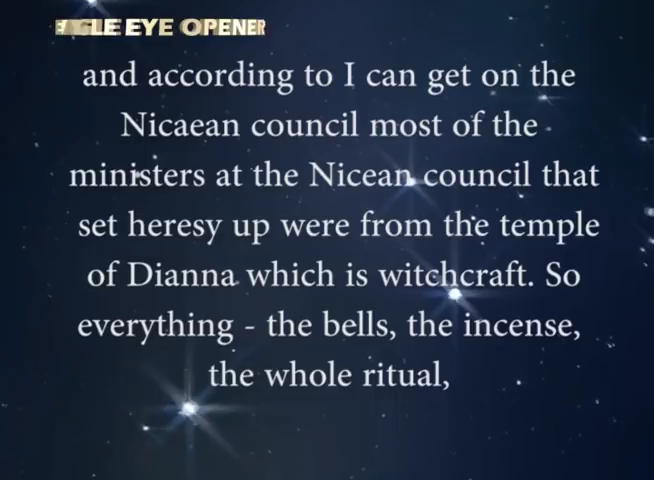 EAGLE EYE OPENER
and according to I can get on the
Nicaean council most of the
ministers at the Nicean council that
set heresy up were from the temple
of Dianna which is witchcraft. So
everything - the bells, the incense,
the whole ritual,